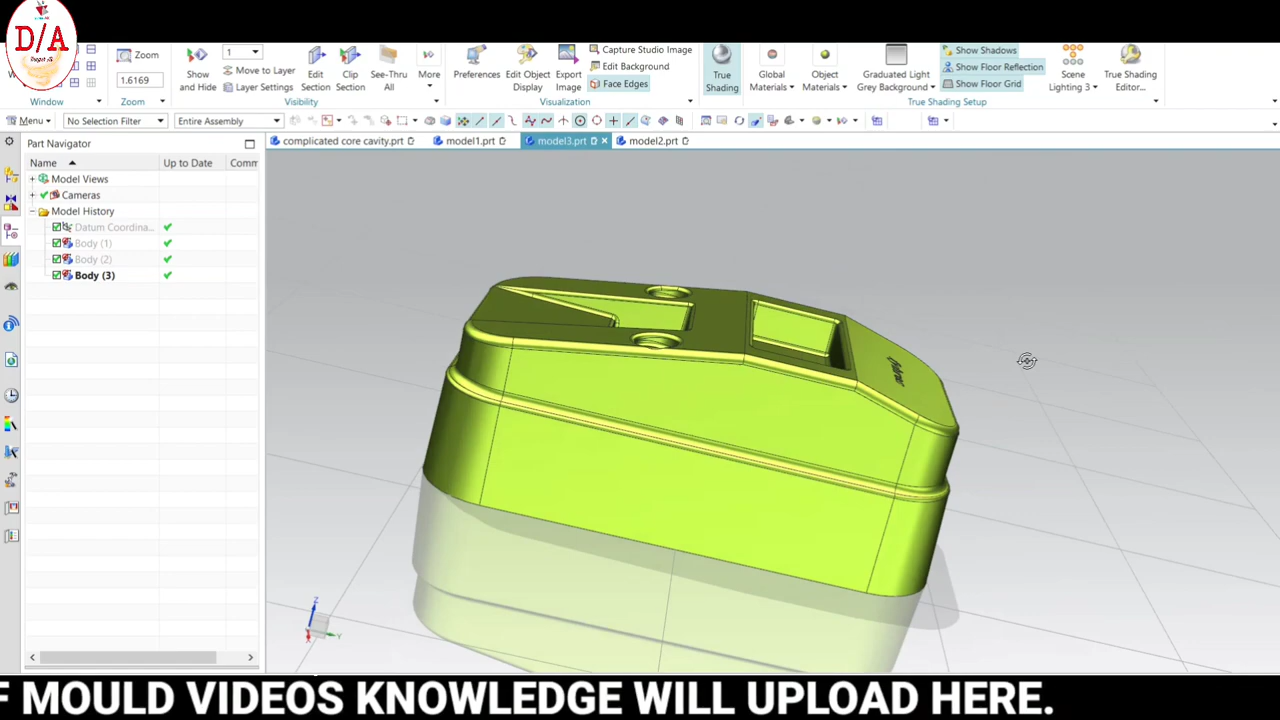 D/A
Zoom
1.6169
Window
Zoom
Show and Hide
1
Move to Layer
Layer Settings
Edit Section
Clip Section
See-Thru All
More
Visibility
Preferences
Edit Object Display
Export Image
Capture Studio Image
Edit Background
Face Edges
Visualization
True Shading
Global Materials
Object Materials
Graduated Light Grey Background
Show Shadows
Show Floor Reflection
Show Floor Grid
Scene Lighting 3
True Shading Editor...
True Shading Setup
Menu
No Selection Filter
Entire Assembly
Part Navigator
complicated core cavity.prt
model1.prt
model3.prt
model2.prt
Name
Up to Date
Comm
Model Views
Cameras
Model History
Datum Coordina...
Body (1)
Body (2)
Body (3)
Z
Y
X
F MOULD VIDEOS KNOWLEDGE WILL UPLOAD HERE.